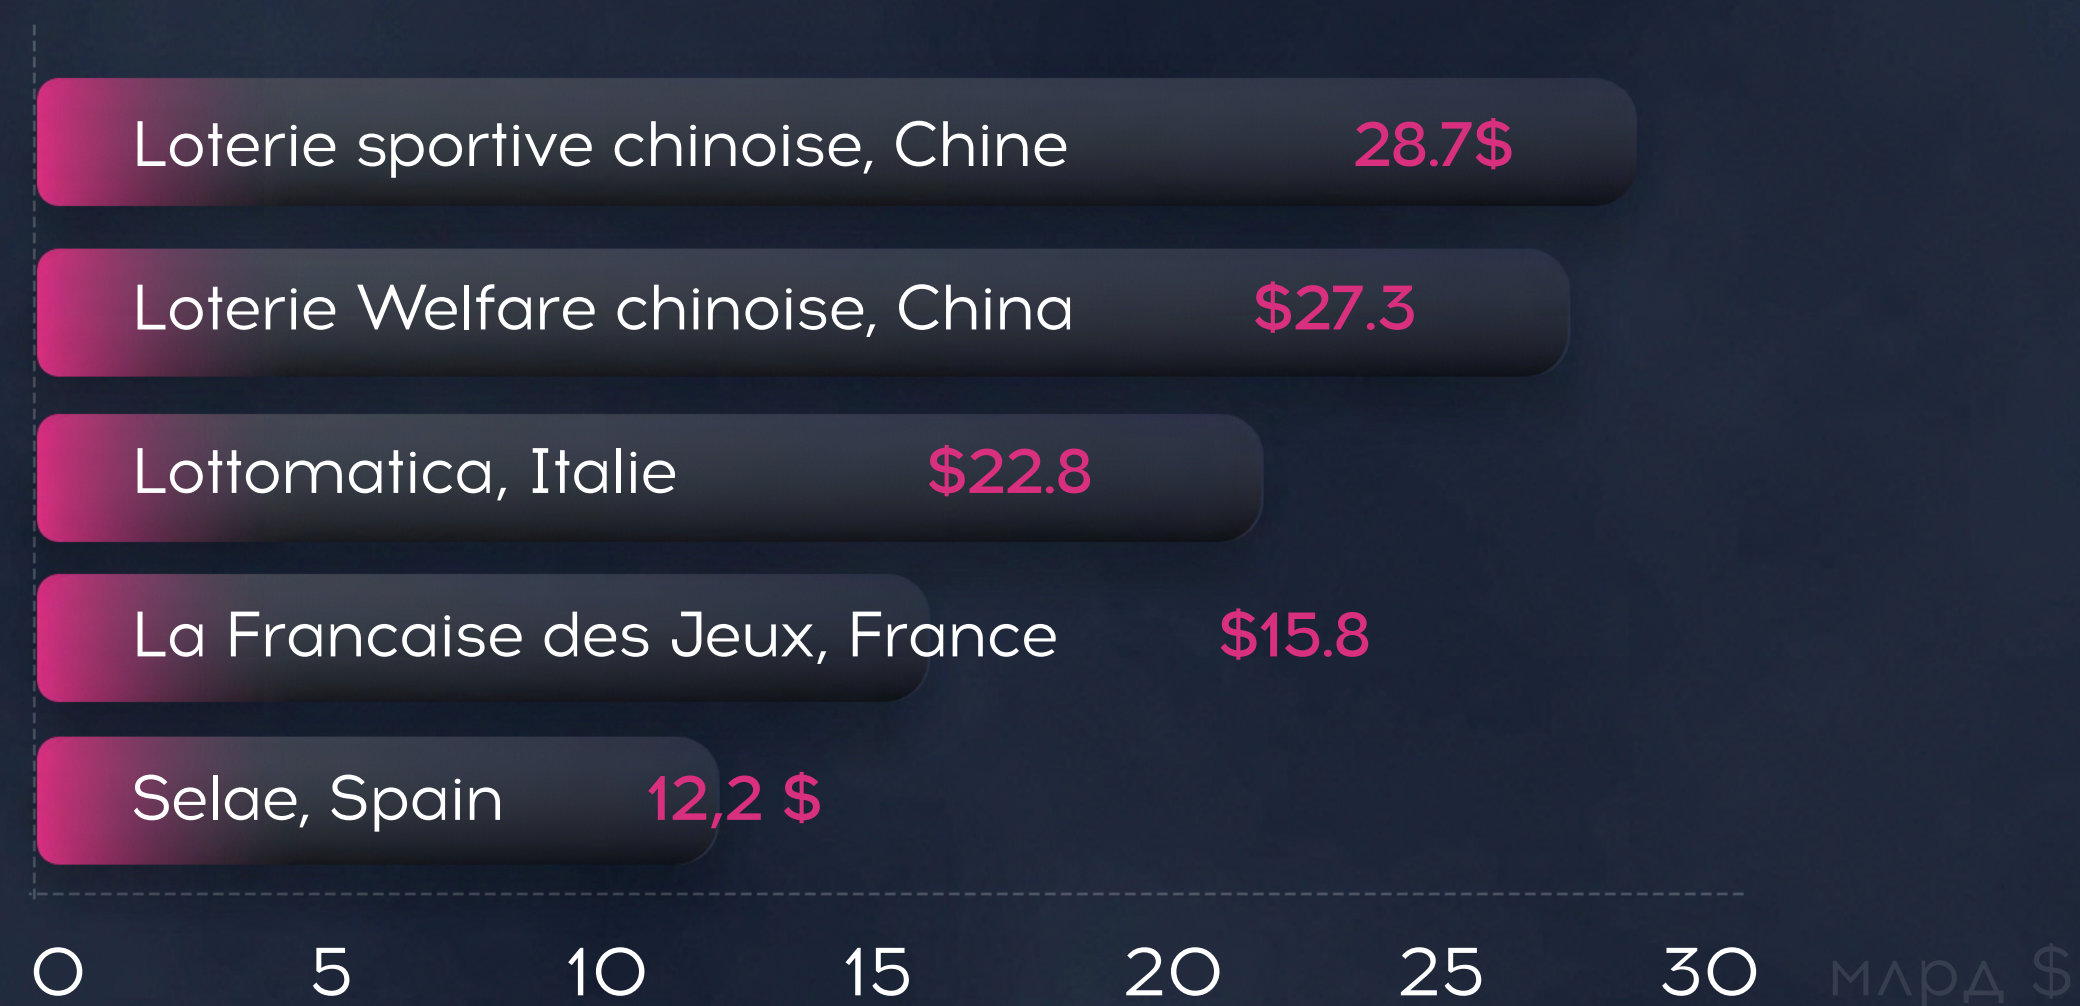 Loterie sportive chinoise, Chine 28.7$
Loterie Welfare chinoise, China $27.3
Lottomatica, Italie $22.8
La Francaise des Jeux, France $15.8
Selae, Spain 12,2 $
0 5 10 15 20 25 30 млрд $